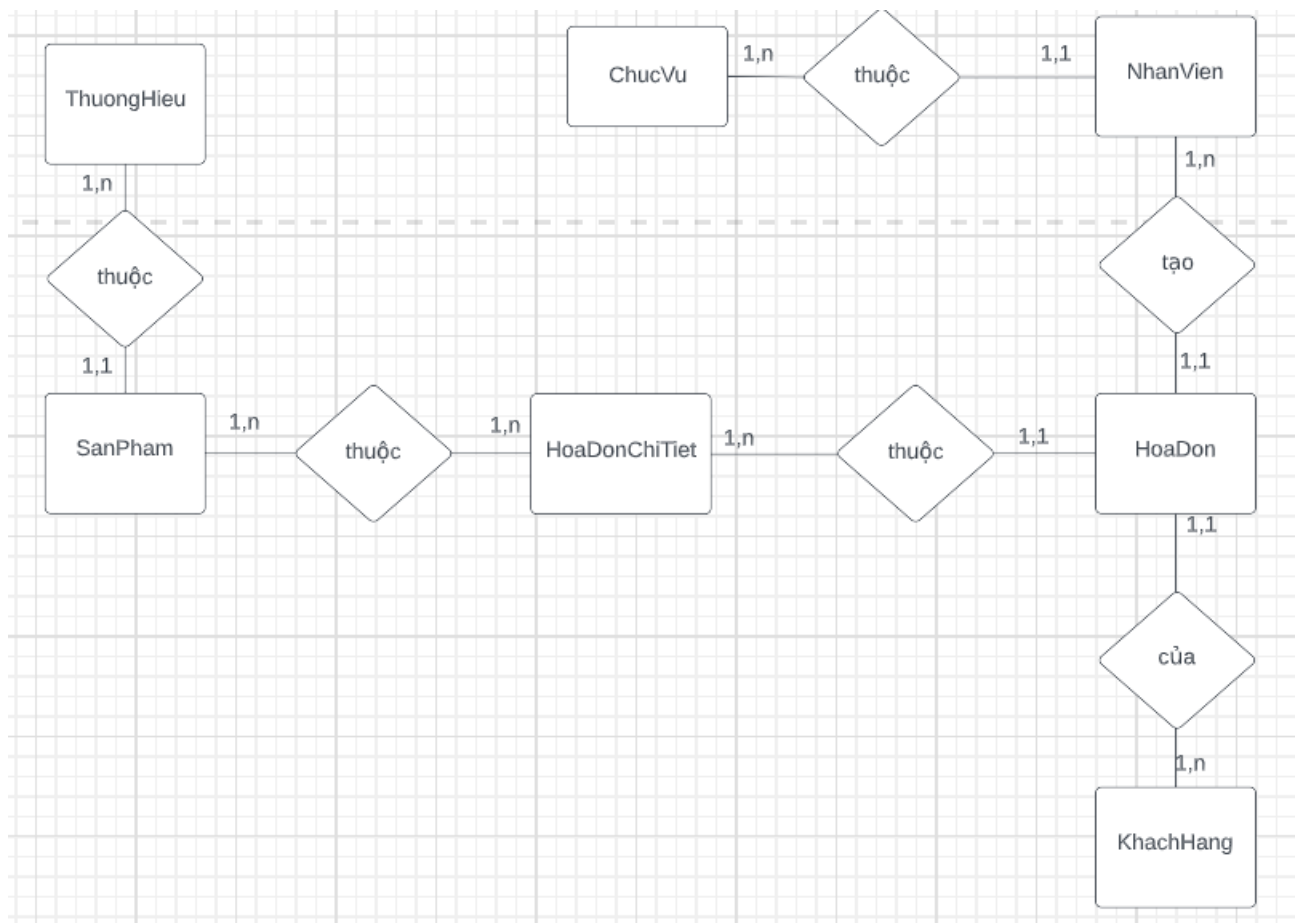 ThuongHieu
1,n
thuộc
1,1
ChucVu
1,n
thuộc
1,1
NhanVien
1,n
tạo
1,1
SanPham
1,n
thuộc
1,n
HoaDonChiTiet
1,n
thuộc
1,1
HoaDon
1,1
của
1,n
KhachHang